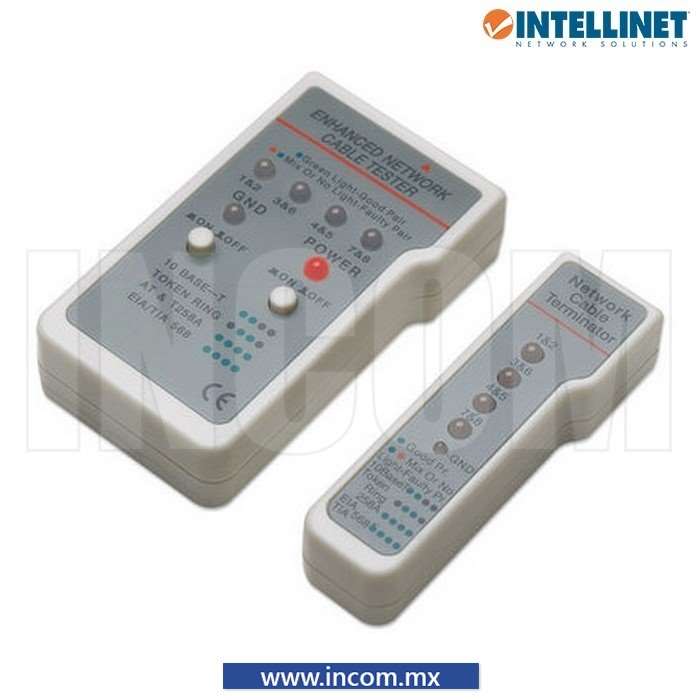 INTELLINET
NETWORK SOLUTIONS
ENHANCED NETWORK
CABLE TESTER
Green Light-Good Pair
Mix Or No Light-Faulty Pair
1&2
3&6
4&5
7&8
GND
POWER
ON OFF
ON OFF
10 BASE-T
TOKEN RING
AT & T258A
EIA/TIA 568
CE
Network
Cable
Terminator
1&2
3&6
4&5
7&8
GND
Good Pr.
Mix Or No
Light-Faulty Pr
10BaseT
Token
Ring
258A
EIA
TIA 568
INCOM
www.incom.mx